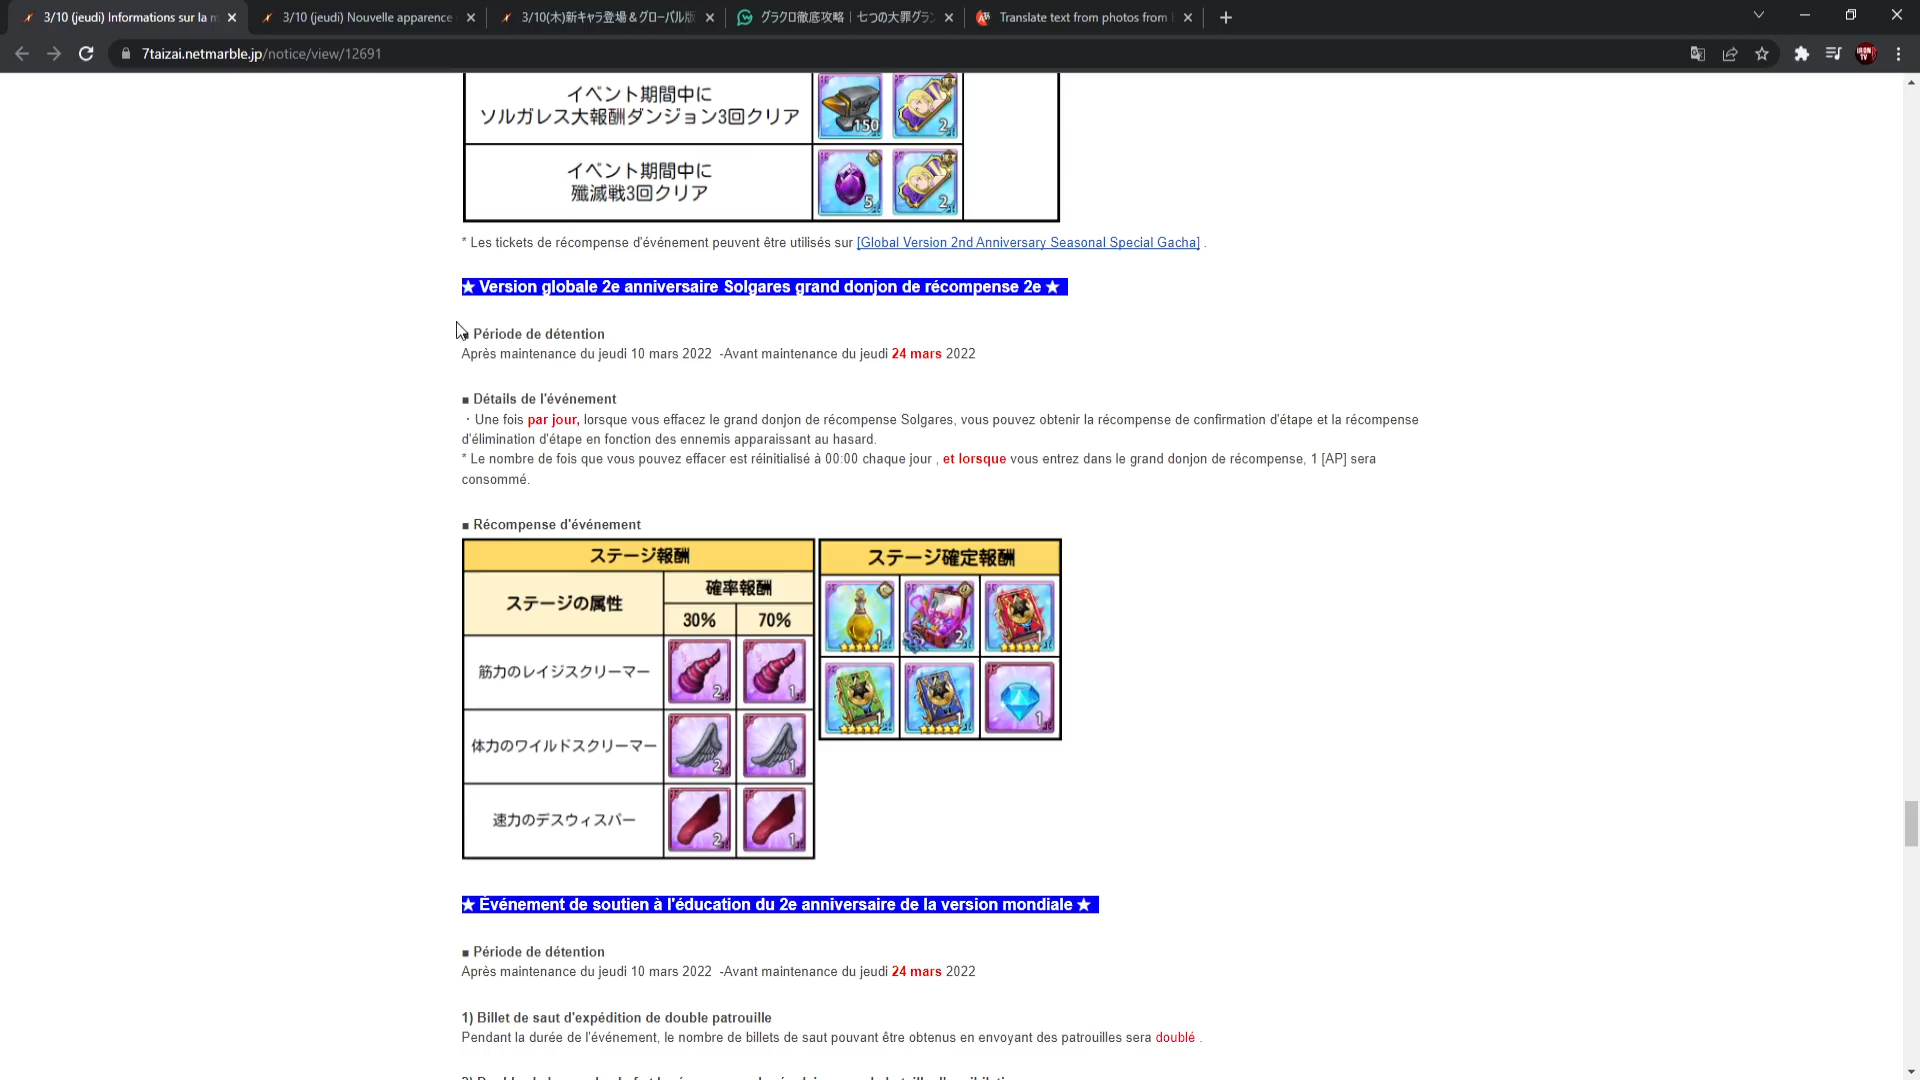 3/10 (jeudi) Informations sur la m
3/10 (jeudi) Nouvelle apparence
3/10(木)新キャラ登場＆グローバル版
グラクロ徹底攻略｜七つの大罪グラン
Translate text from photos from
7taizai.netmarble.jp/notice/view/12691
イベント期間中に
ソルガレス大報酬ダンジョン3回クリア
150
2
イベント期間中に
殲滅戦3回クリア
5
2
* Les tickets de récompense d'événement peuvent être utilisés sur [Global Version 2nd Anniversary Seasonal Special Gacha] .
★ Version globale 2e anniversaire Solgares grand donjon de récompense 2e ★
■ Période de détention
Après maintenance du jeudi 10 mars 2022 -Avant maintenance du jeudi 24 mars 2022
■ Détails de l'événement
・Une fois par jour, lorsque vous effacez le grand donjon de récompense Solgares, vous pouvez obtenir la récompense de confirmation d'étape et la récompense
d'élimination d'étape en fonction des ennemis apparaissant au hasard.
* Le nombre de fois que vous pouvez effacer est réinitialisé à 00:00 chaque jour , et lorsque vous entrez dans le grand donjon de récompense, 1 [AP] sera
consommé.
■ Récompense d'événement
ステージ報酬
ステージの属性
確率報酬
30%
70%
筋力のレイジスクリーマー
2
1
体力のワイルドスクリーマー
2
1
速力のデスウィスパー
2
1
ステージ確定報酬
1
2
1
1
1
1
★ Événement de soutien à l'éducation du 2e anniversaire de la version mondiale ★
■ Période de détention
Après maintenance du jeudi 10 mars 2022 -Avant maintenance du jeudi 24 mars 2022
1) Billet de saut d'expédition de double patrouille
Pendant la durée de l'événement, le nombre de billets de saut pouvant être obtenus en envoyant des patrouilles sera doublé .